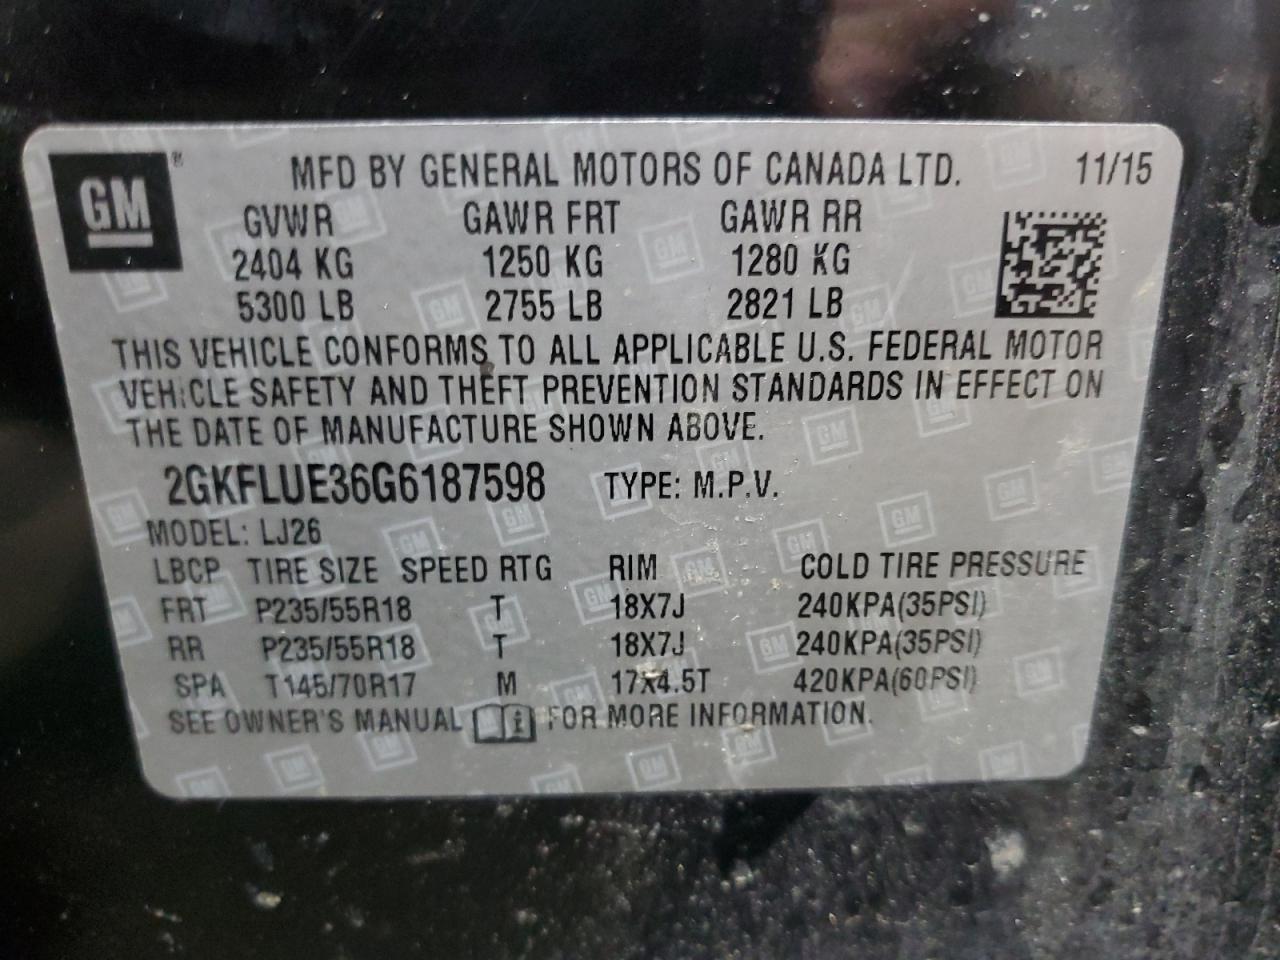 GM®
MFD BY GENERAL MOTORS OF CANADA LTD. 11/15
GVWR GAWR FRT GAWR RR
2404 KG 1250 KG 1280 KG
5300 LB 2755 LB 2821 LB
THIS VEHICLE CONFORMS TO ALL APPLICABLE U.S. FEDERAL MOTOR
VEHICLE SAFETY AND THEFT PREVENTION STANDARDS IN EFFECT ON
THE DATE OF MANUFACTURE SHOWN ABOVE.
2GKFLUE36G6187598 TYPE: M.P.V.
MODEL: LJ26
LBCP TIRE SIZE SPEED RTG RIM COLD TIRE PRESSURE
FRT P235/55R18 T 18X7J 240KPA(35PSI)
RR P235/55R18 T 18X7J 240KPA(35PSI)
SPA T145/70R17 M 17X4.5T 420KPA(60PSI)
SEE OWNER'S MANUAL i FOR MORE INFORMATION.